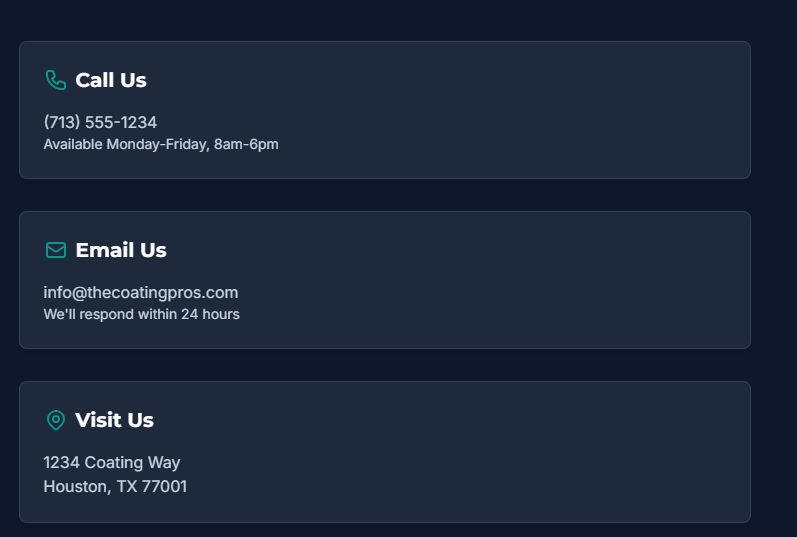 Call Us
(713) 555-1234
Available Monday-Friday, 8am-6pm
Email Us
info@thecoatingpros.com
We'll respond within 24 hours
Visit Us
1234 Coating Way
Houston, TX 77001